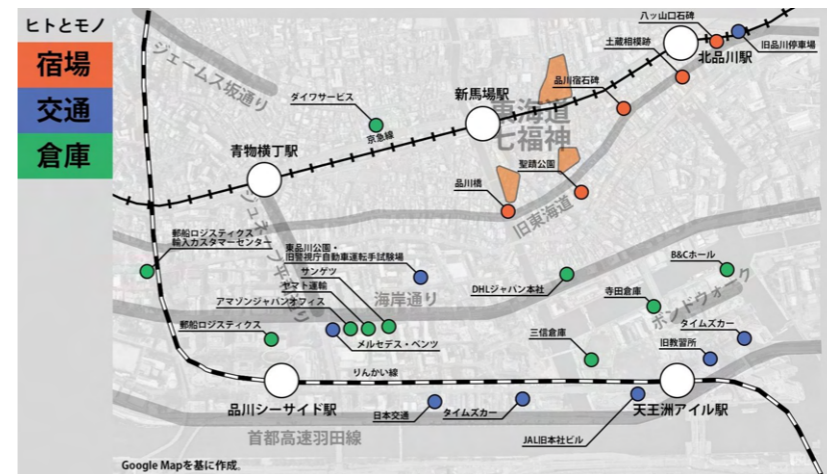 ヒトとモノ
宿場
交通
倉庫
八ッ山口石碑
土蔵相模跡
北品川駅
旧品川停車場
ジェームス坂通り
品川宿石碑
新馬場駅
ダイワサービス
東海道
七福神
京急線
青物横丁駅
聖蹟公園
品川橋
旧東海道
ジュネーブ平和通り
郵船ロジスティクス
輸入カスタマーセンター
東品川公園・
旧警視庁自動車運転手試験場
サンゲツ
ヤマト運輸
アマゾンジャパンオフィス
海岸通り
DHLジャパン本社
B&Cホール
寺田倉庫
ボンドウォーク
タイムズカー
郵船ロジスティクス
メルセデス・ベンツ
三信倉庫
旧教習所
りんかい線
品川シーサイド駅
天王洲アイル駅
日本交通
タイムズカー
JAL旧本社ビル
首都高速羽田線
Google Mapを基に作成。